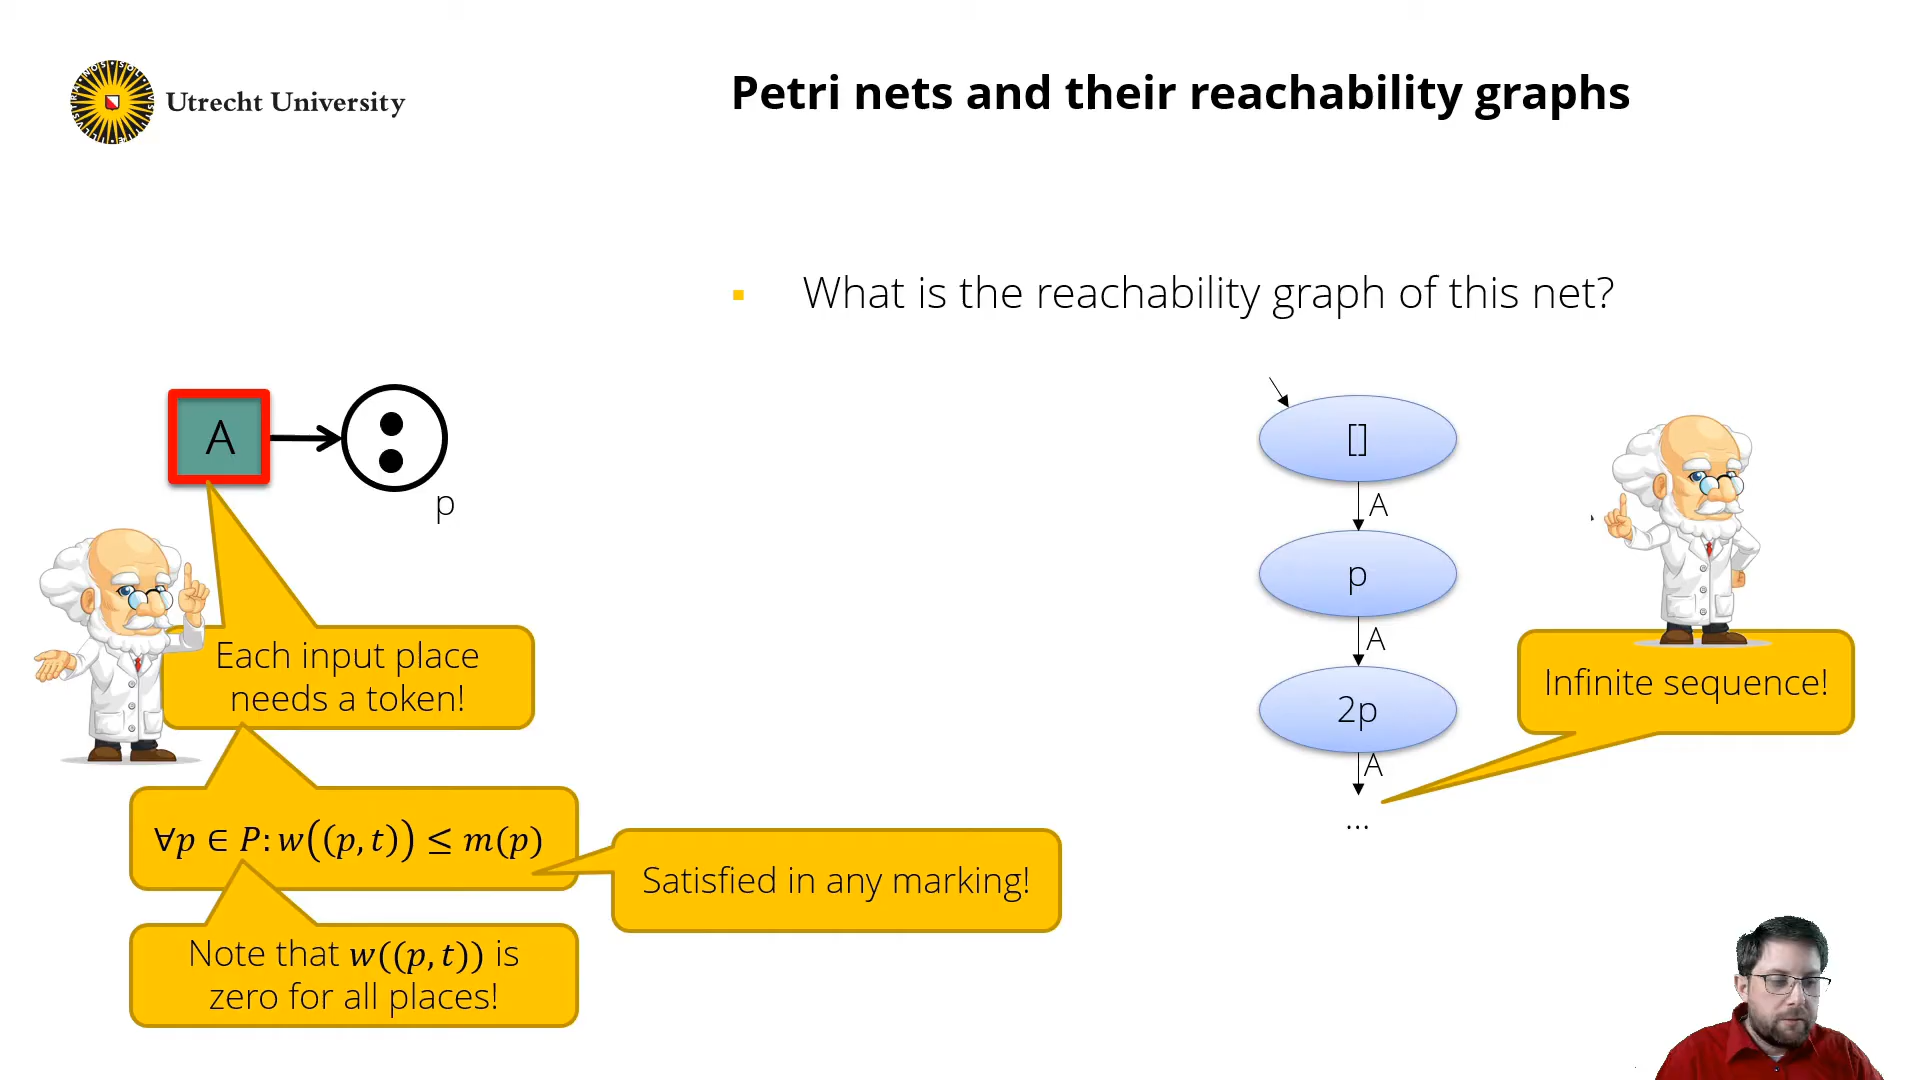 Utrecht University
Petri nets and their reachability graphs
What is the reachability graph of this net?
A
p
Each input place
needs a token!
∀p ∈ P: w((p, t)) ≤ m(p)
Note that w((p, t)) is
zero for all places!
Satisfied in any marking!
[]
A
p
A
2p
A
...
Infinite sequence!